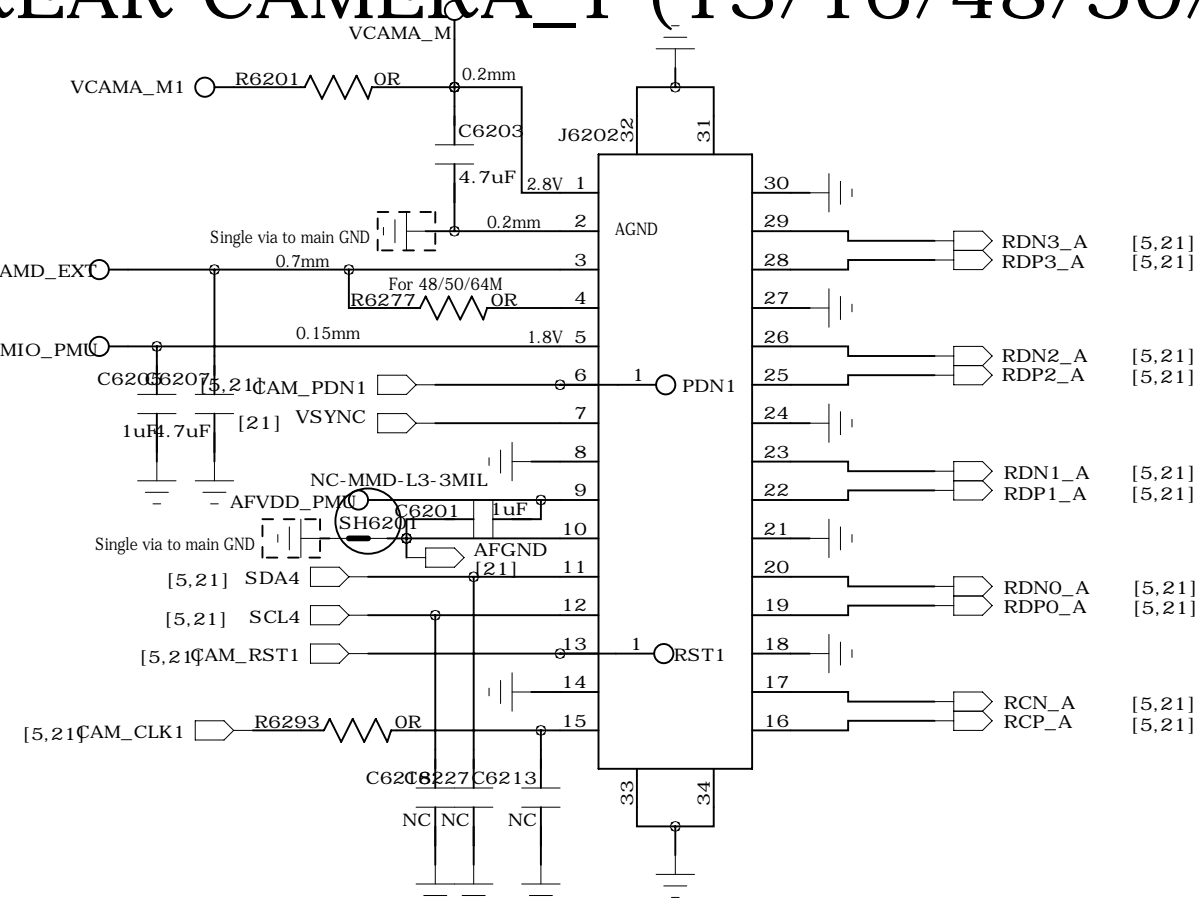 REAR CAMERA_1 (13/16/48/50/
VCAMA_M
VCAMA_M1
R6201
0R
0.2mm
C6203
4.7uF
J6202
32
31
2.8V
1
30
Single via to main GND
0.2mm
2
AGND
29
RDN3_A
[5,21]
AMD_EXT
0.7mm
3
28
RDP3_A
[5,21]
For 48/50/64M
R6277
0R
4
27
MIO_PMU
0.15mm
1.8V
5
26
RDN2_A
[5,21]
C6205
C6207
1uF
4.7uF
[5,21]
CAM_PDN1
6
1
PDN1
25
RDP2_A
[5,21]
[21]
VSYNC
7
24
8
23
RDN1_A
[5,21]
NC-MMD-L3-3MIL
AFVDD_PMU
C6201
1uF
9
22
RDP1_A
[5,21]
SH6201
Single via to main GND
10
21
AFGND
[21]
[5,21]
SDA4
11
20
RDN0_A
[5,21]
[5,21]
SCL4
12
19
RDP0_A
[5,21]
[5,21]
CAM_RST1
13
1
RST1
18
14
17
RCN_A
[5,21]
[5,21]
CAM_CLK1
R6293
0R
15
16
RCP_A
[5,21]
C6227
C6213
33
34
NC
NC
NC